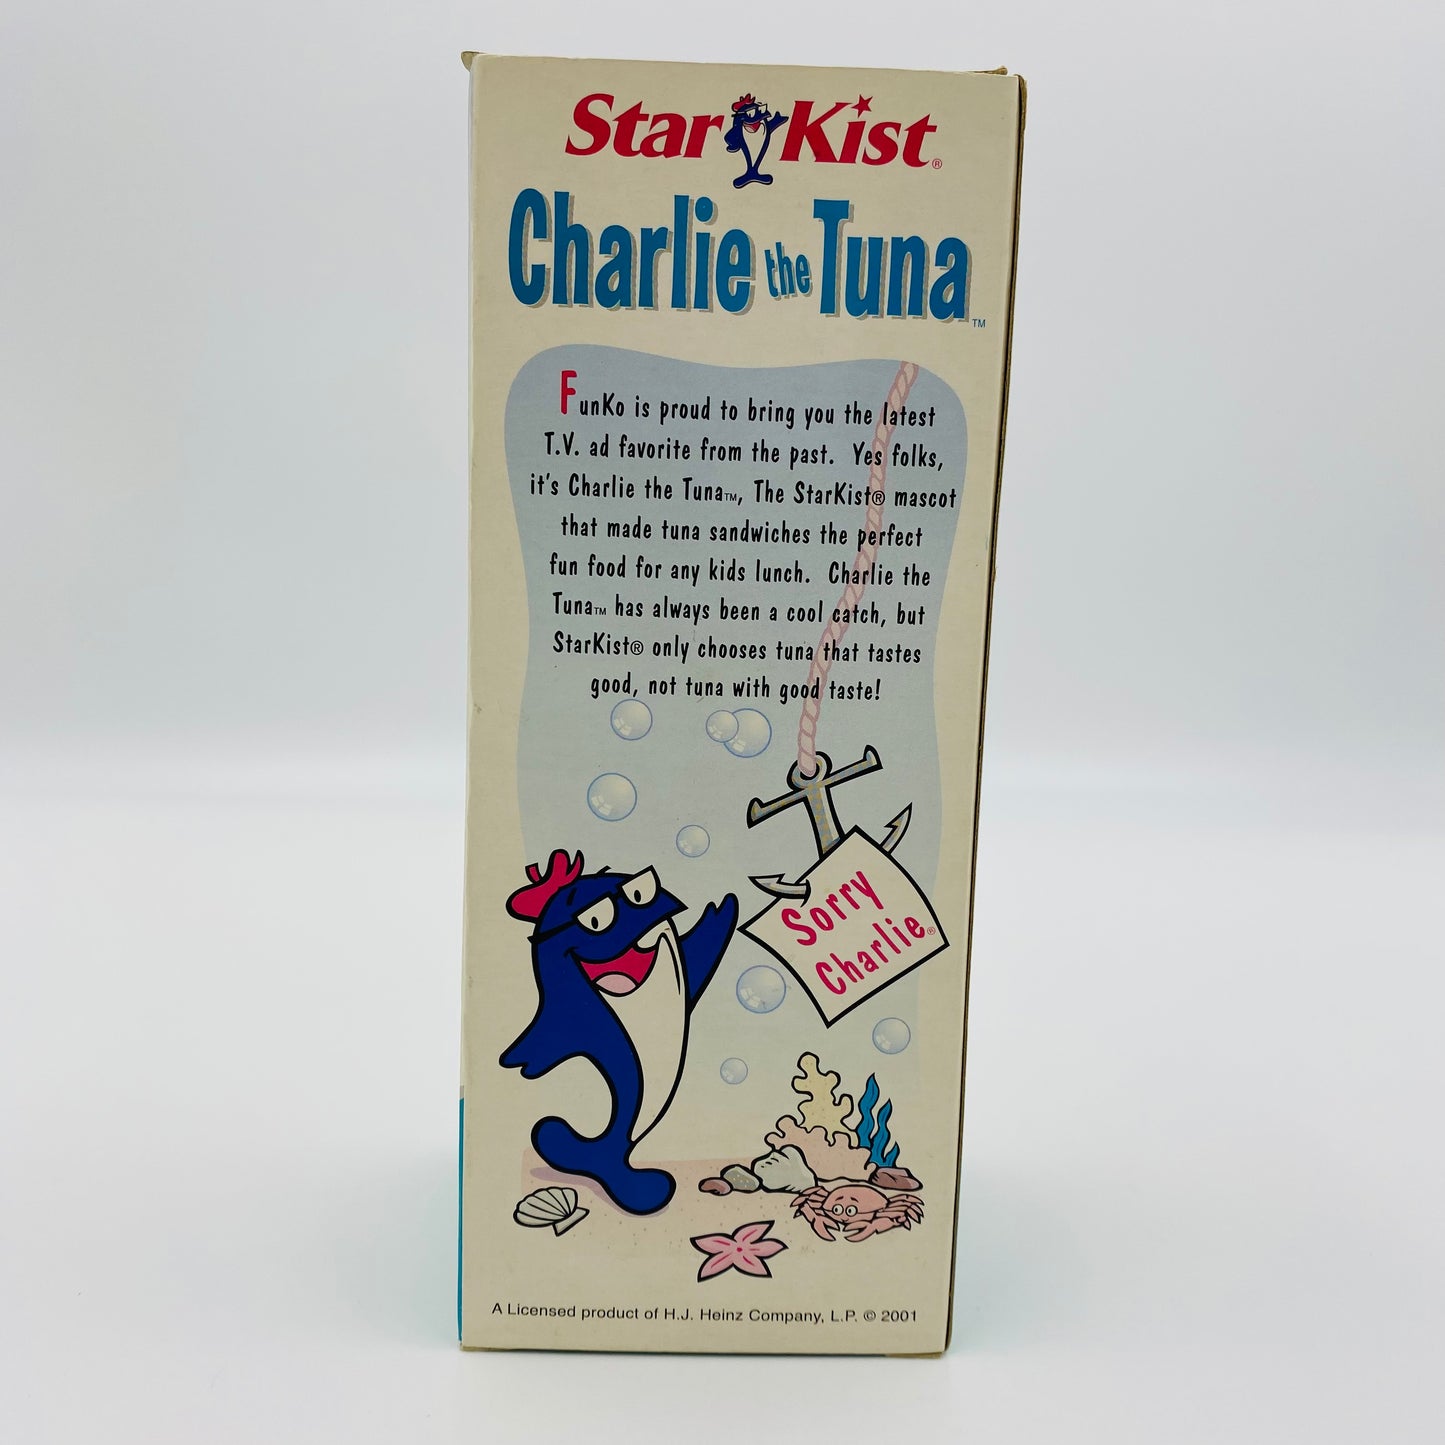 StarKist®
Charlie the Tuna™
FunKo is proud to bring you the latest
T.V. ad favorite from the past. Yes folks,
it's Charlie the Tuna™, The StarKist® mascot
that made tuna sandwiches the perfect
fun food for any kids lunch. Charlie the
Tuna™ has always been a cool catch, but
StarKist® only chooses tuna that tastes
good, not tuna with good taste!
Sorry
Charlie®
A Licensed product of H.J. Heinz Company, L.P. © 2001